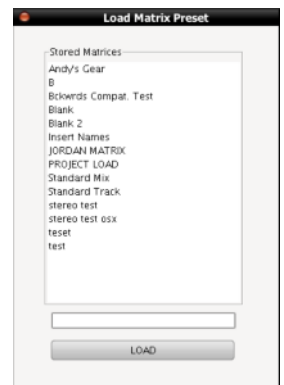 Load Matrix Preset
Stored Matrices
Andy's Gear
B
Bckwrds Compat. Test
Blank
Blank 2
Insert Names
JORDAN MATRIX
PROJECT LOAD
Standard Mix
Standard Track
stereo test
stereo test osx
teset
test
LOAD